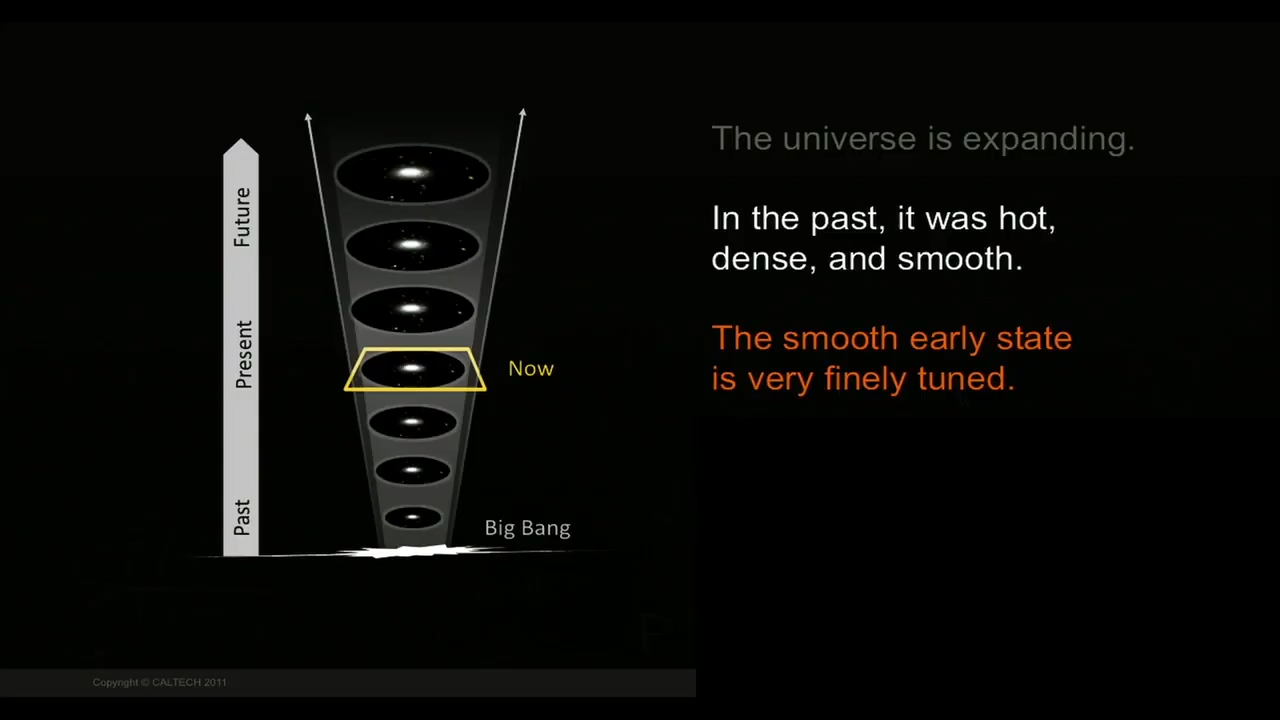 The universe is expanding.
In the past, it was hot,
dense, and smooth.
The smooth early state
is very finely tuned.
Future
Present
Past
Now
Big Bang
Copyright © CALTECH 2011